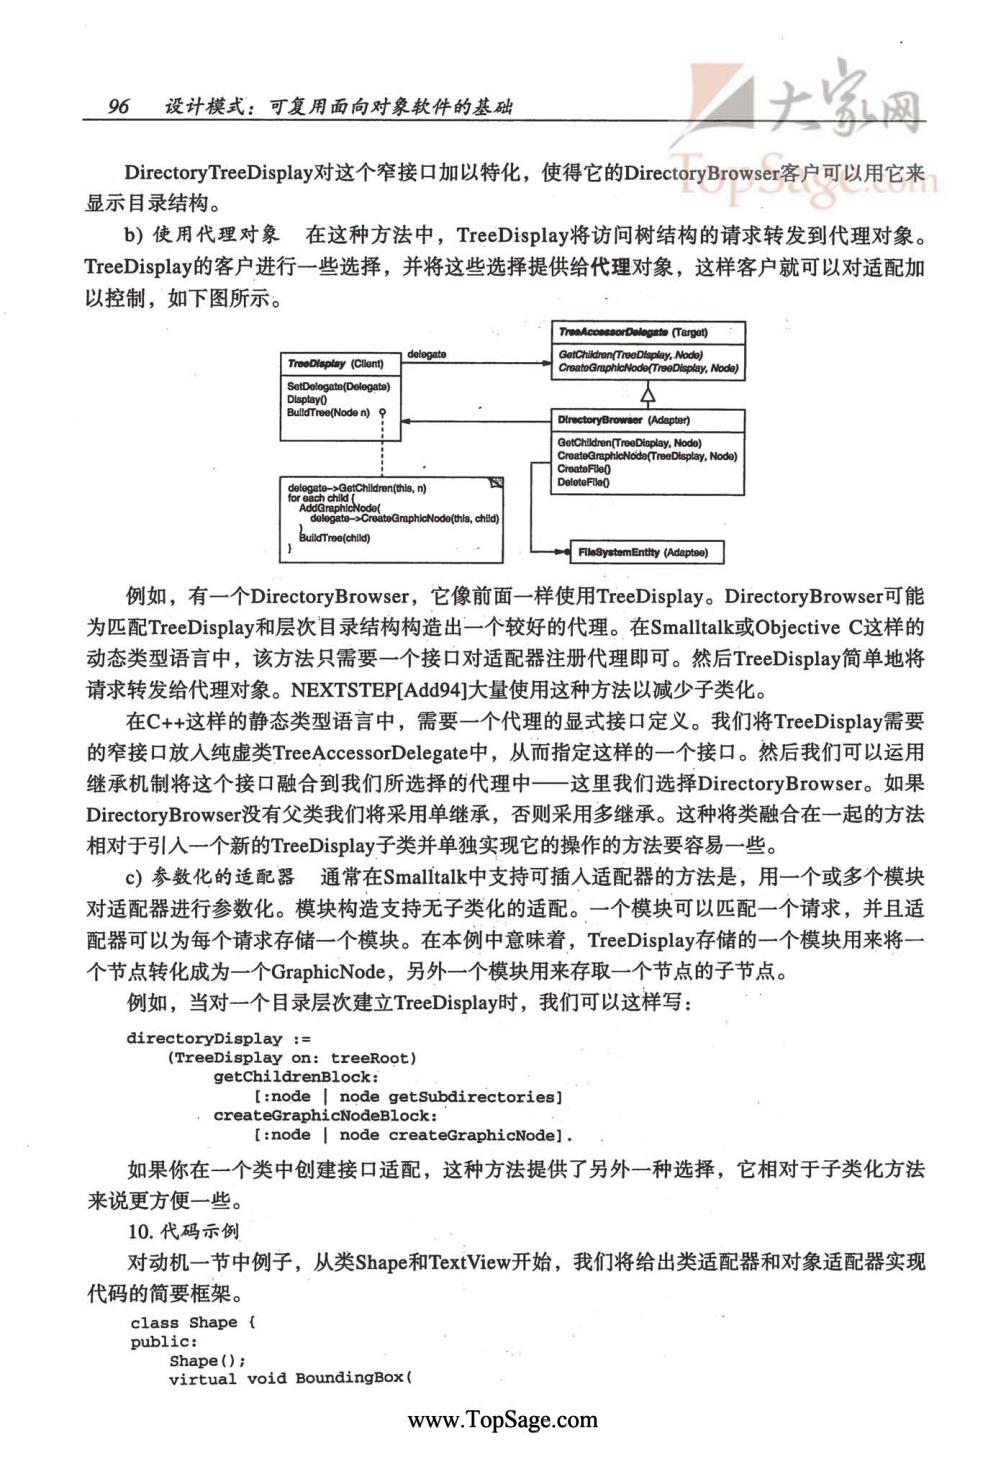 96 设计模式：可复用面向对象软件的基础
大家网
TopSage.com
DirectoryTreeDisplay对这个窄接口加以特化，使得它的DirectoryBrowser客户可以用它来
显示目录结构。
b) 使用代理对象 在这种方法中，TreeDisplay将访问树结构的请求转发到代理对象。
TreeDisplay的客户进行一些选择，并将这些选择提供给代理对象，这样客户就可以对适配加
以控制，如下图所示。
TreeAccessorDelegate (Target)
GetChildren(TreeDisplay, Node)
CreateGraphicNode(TreeDisplay, Node)
delegate
TreeDisplay (Client)
SetDelegate(Delegate)
Display()
BuildTree(Node n)
DirectoryBrowser (Adapter)
GetChildren(TreeDisplay, Node)
CreateGraphicNode(TreeDisplay, Node)
CreateFile()
DeleteFile()
delegate->GetChildren(this, n)
for each child {
AddGraphicNode(
delegate->CreateGraphicNode(this, child)
)
BuildTree(child)
}
FileSystemEntity (Adaptee)
例如，有一个DirectoryBrowser，它像前面一样使用TreeDisplay。DirectoryBrowser可能
为匹配TreeDisplay和层次目录结构构造出一个较好的代理。在Smalltalk或Objective C这样的
动态类型语言中，该方法只需要一个接口对适配器注册代理即可。然后TreeDisplay简单地将
请求转发给代理对象。NEXTSTEP[Add94]大量使用这种方法以减少子类化。
在C++这样的静态类型语言中，需要一个代理的显式接口定义。我们将TreeDisplay需要
的窄接口放入纯虚类TreeAccessorDelegate中，从而指定这样的一个接口。然后我们可以运用
继承机制将这个接口融合到我们所选择的代理中——这里我们选择DirectoryBrowser。如果
DirectoryBrowser没有父类我们将采用单继承，否则采用多继承。这种将类融合在一起的方法
相对于引入一个新的TreeDisplay子类并单独实现它的操作的方法要容易一些。
c) 参数化的适配器 通常在Smalltalk中支持可插入适配器的方法是，用一个或多个模块
对适配器进行参数化。模块构造支持无子类化的适配。一个模块可以匹配一个请求，并且适
配器可以为每个请求存储一个模块。在本例中意味着，TreeDisplay存储的一个模块用来将一
个节点转化成为一个GraphicNode，另外一个模块用来存取一个节点的子节点。
例如，当对一个目录层次建立TreeDisplay时，我们可以这样写：
directoryDisplay :=
(TreeDisplay on: treeRoot)
getChildrenBlock:
[:node | node getSubdirectories]
createGraphicNodeBlock:
[:node | node createGraphicNode].
如果你在一个类中创建接口适配，这种方法提供了另外一种选择，它相对于子类化方法
来说更方便一些。
10. 代码示例
对动机一节中例子，从类Shape和TextView开始，我们将给出类适配器和对象适配器实现
代码的简要框架。
class Shape {
public:
Shape();
virtual void BoundingBox(
www.TopSage.com